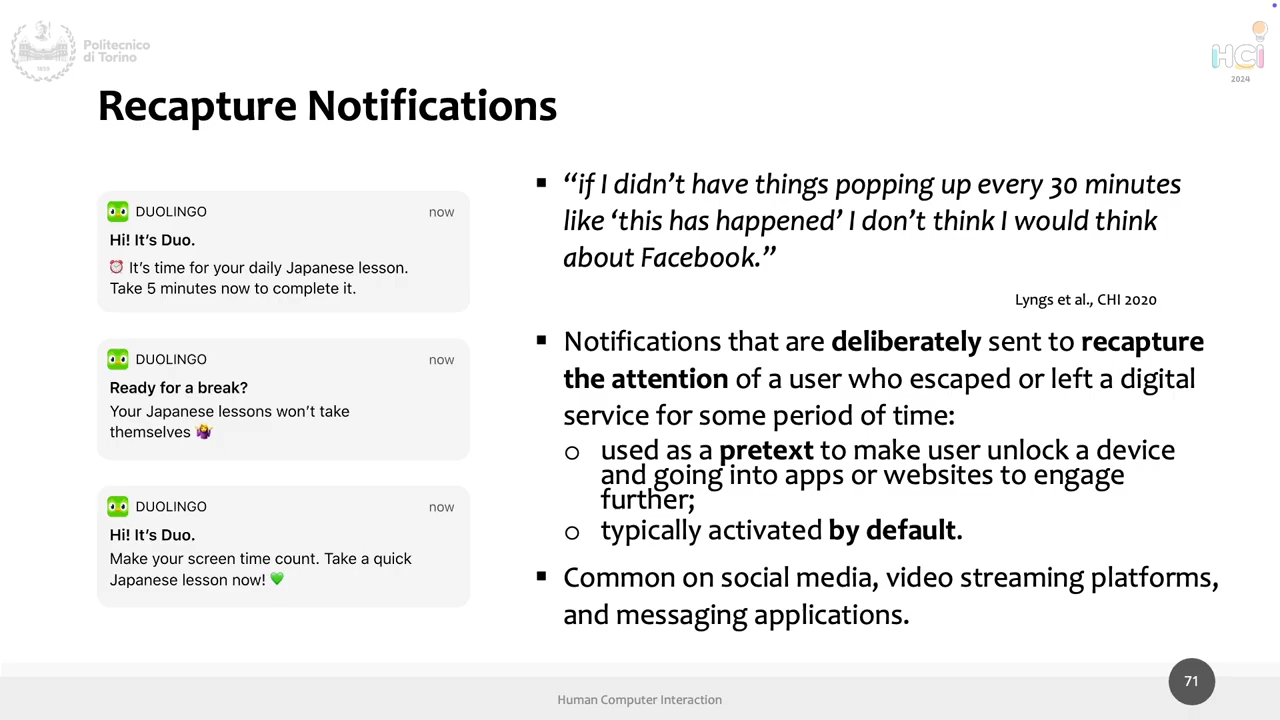 Politecnico
di Torino
1859
HCI
2024
Recapture Notifications
DUOLINGO now
Hi! It's Duo.
⏰ It's time for your daily Japanese lesson.
Take 5 minutes now to complete it.
DUOLINGO now
Ready for a break?
Your Japanese lessons won't take
themselves 🤷‍♀️
DUOLINGO now
Hi! It's Duo.
Make your screen time count. Take a quick
Japanese lesson now! 💚
▪ “if I didn’t have things popping up every 30 minutes
like ‘this has happened’ I don’t think I would think
about Facebook.”
Lyngs et al., CHI 2020
▪ Notifications that are deliberately sent to recapture
the attention of a user who escaped or left a digital
service for some period of time:
o used as a pretext to make user unlock a device
and going into apps or websites to engage
further;
o typically activated by default.
▪ Common on social media, video streaming platforms,
and messaging applications.
Human Computer Interaction
71